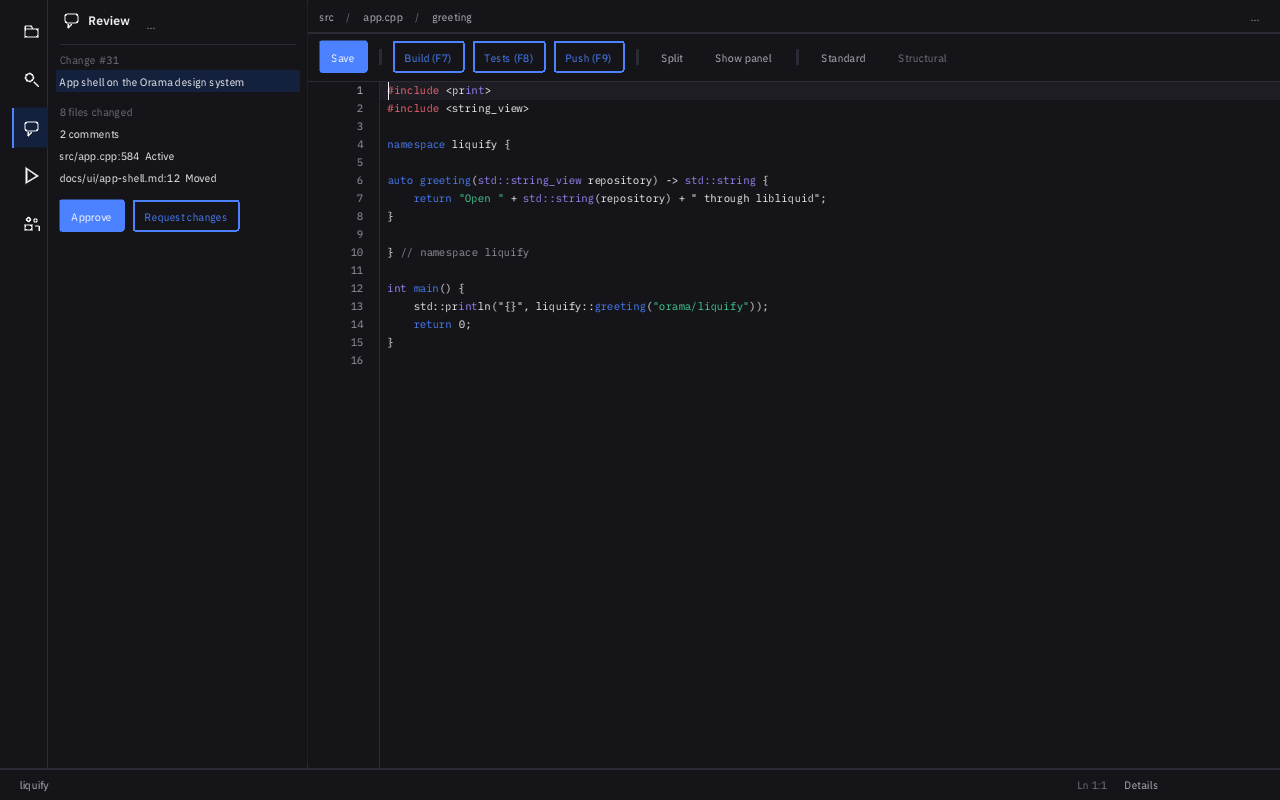 Review
...
Change #31
App shell on the Orama design system
8 files changed
2 comments
src/app.cpp:584 Active
docs/ui/app-shell.md:12 Moved
Approve
Request changes
src / app.cpp / greeting
...
Save
Build (F7)
Tests (F8)
Push (F9)
Split
Show panel
Standard
Structural
1 #include <print>
2 #include <string_view>
3
4 namespace liquify {
5
6 auto greeting(std::string_view repository) -> std::string {
7     return "Open " + std::string(repository) + " through libliquid";
8 }
9
10 } // namespace liquify
11
12 int main() {
13     std::println("{}", liquify::greeting("orama/liquify"));
14     return 0;
15 }
16
liquify
Ln 1:1
Details